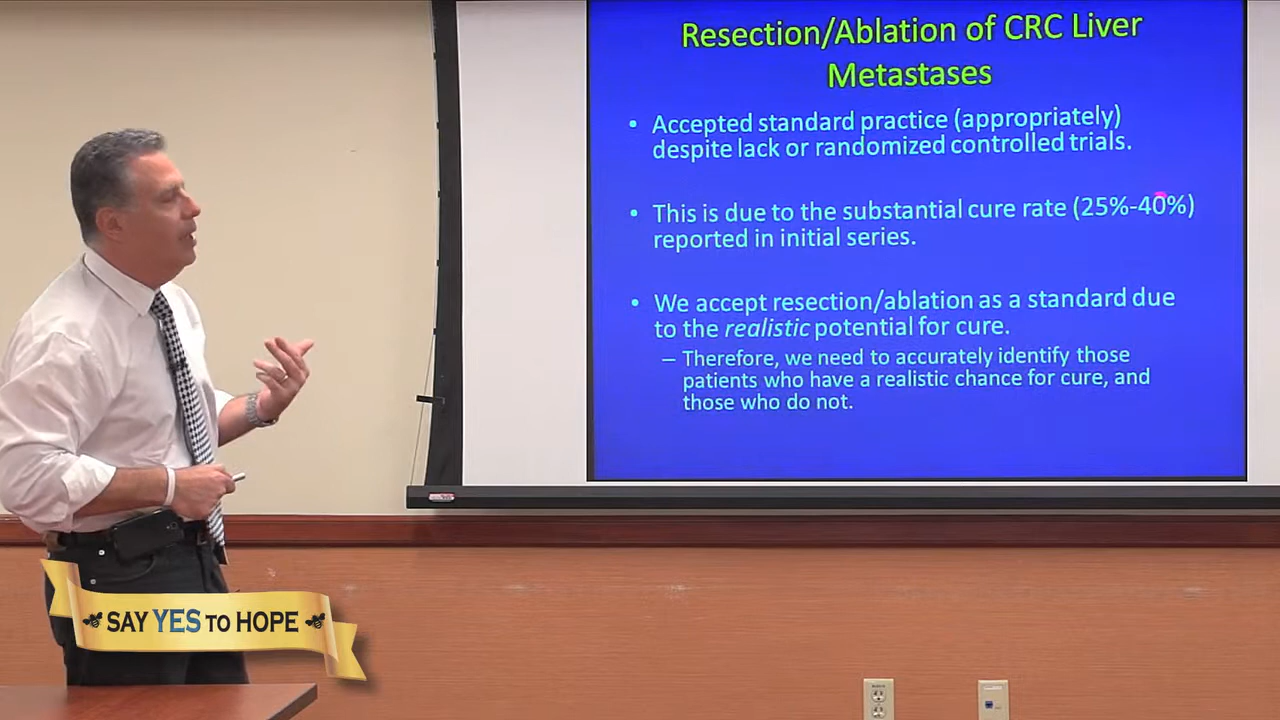 Resection/Ablation of CRC Liver
Metastases
• Accepted standard practice (appropriately)
despite lack or randomized controlled trials.
• This is due to the substantial cure rate (25%-40%)
reported in initial series.
• We accept resection/ablation as a standard due
to the realistic potential for cure.
– Therefore, we need to accurately identify those
patients who have a realistic chance for cure, and
those who do not.
SAY YES TO HOPE